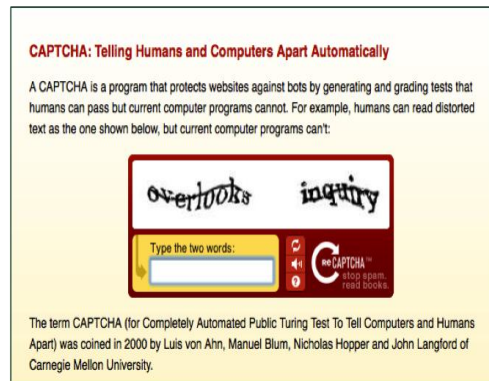 CAPTCHA: Telling Humans and Computers Apart Automatically
A CAPTCHA is a program that protects websites against bots by generating and grading tests that
humans can pass but current computer programs cannot. For example, humans can read distorted
text as the one shown below, but current computer programs can't:
overlooks inquiry
Type the two words:
reCAPTCHA™
stop spam.
read books.
The term CAPTCHA (for Completely Automated Public Turing Test To Tell Computers and Humans
Apart) was coined in 2000 by Luis von Ahn, Manuel Blum, Nicholas Hopper and John Langford of
Carnegie Mellon University.